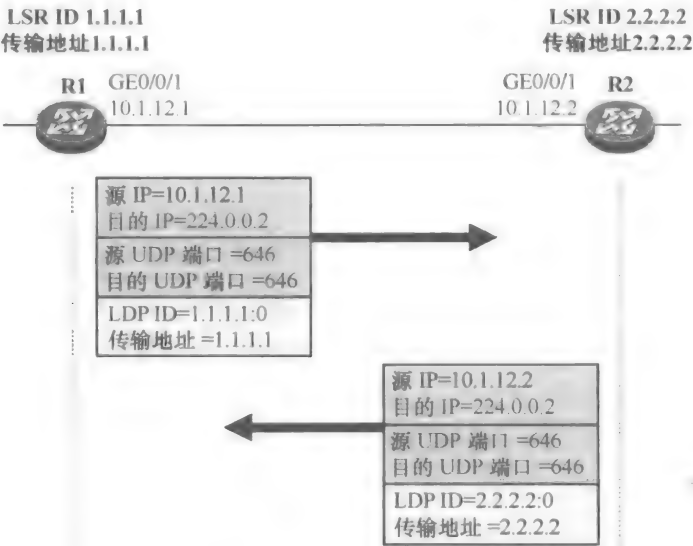 LSR ID 1.1.1.1
传输地址1.1.1.1
LSR ID 2.2.2.2
传输地址2.2.2.2
R1
GE0/0/1
10.1.12.1
GE0/0/1
10.1.12.2
R2
源 IP=10.1.12.1
目的 IP=224.0.0.2
源 UDP 端口 =646
目的 UDP 端口 =646
LDP ID=1.1.1.1:0
传输地址 =1.1.1.1
源 IP=10.1.12.2
目的 IP=224.0.0.2
源 UDP 端口 =646
目的 UDP 端口 =646
LDP ID=2.2.2.2:0
传输地址 =2.2.2.2